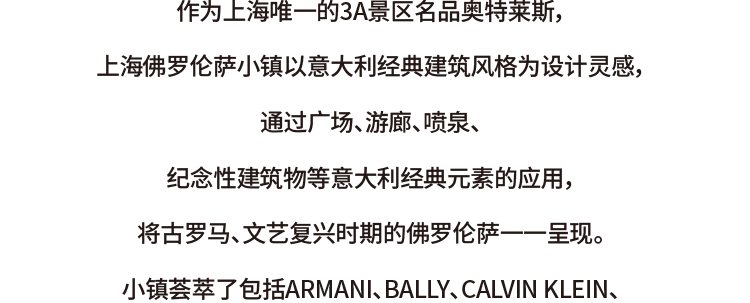 作为上海唯一的3A景区名品奥特莱斯,
上海佛罗伦萨小镇以意大利经典建筑风格为设计灵感,
通过广场、游廊、喷泉、
纪念性建筑物等意大利经典元素的应用,
将古罗马、文艺复兴时期的佛罗伦萨一一呈现。
小镇荟萃了包括ARMANI、BALLY、CALVIN KLEIN、